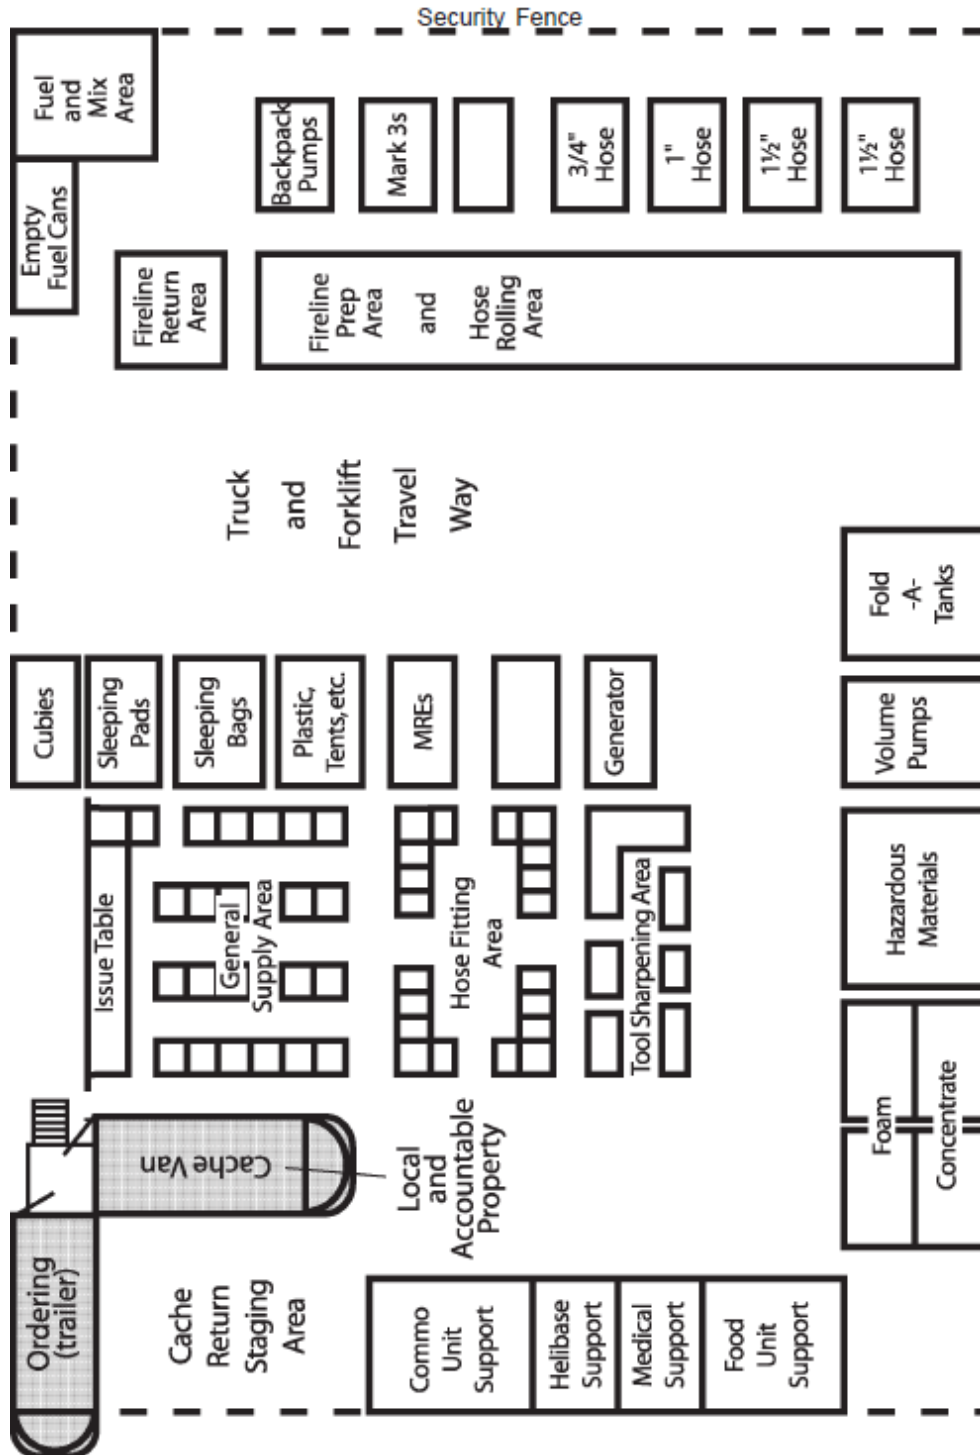 Security Fence
Fuel
and
Mix
Area
Empty
Fuel Cans
Backpack
Pumps
Mark 3s
3/4"
Hose
1"
Hose
1½"
Hose
1½"
Hose
Fireline
Return
Area
Fireline
Prep
Area
and
Hose
Rolling
Area
Truck
and
Forklift
Travel
Way
Fold
-A-
Tanks
Cubies
Sleeping
Pads
Sleeping
Bags
Plastic,
Tents,etc.
MREs
Generator
Volume
Pumps
Issue Table
General
Supply Area
Hose Fitting
Area
Tool Sharpening Area
Hazardous
Materials
Cache Van
Local
and
Accountable
Property
Foam
Concentrate
Ordering
(trailer)
Cache
Return
Staging
Area
Commo
Unit
Support
Helibase
Support
Medical
Support
Food
Unit
Support